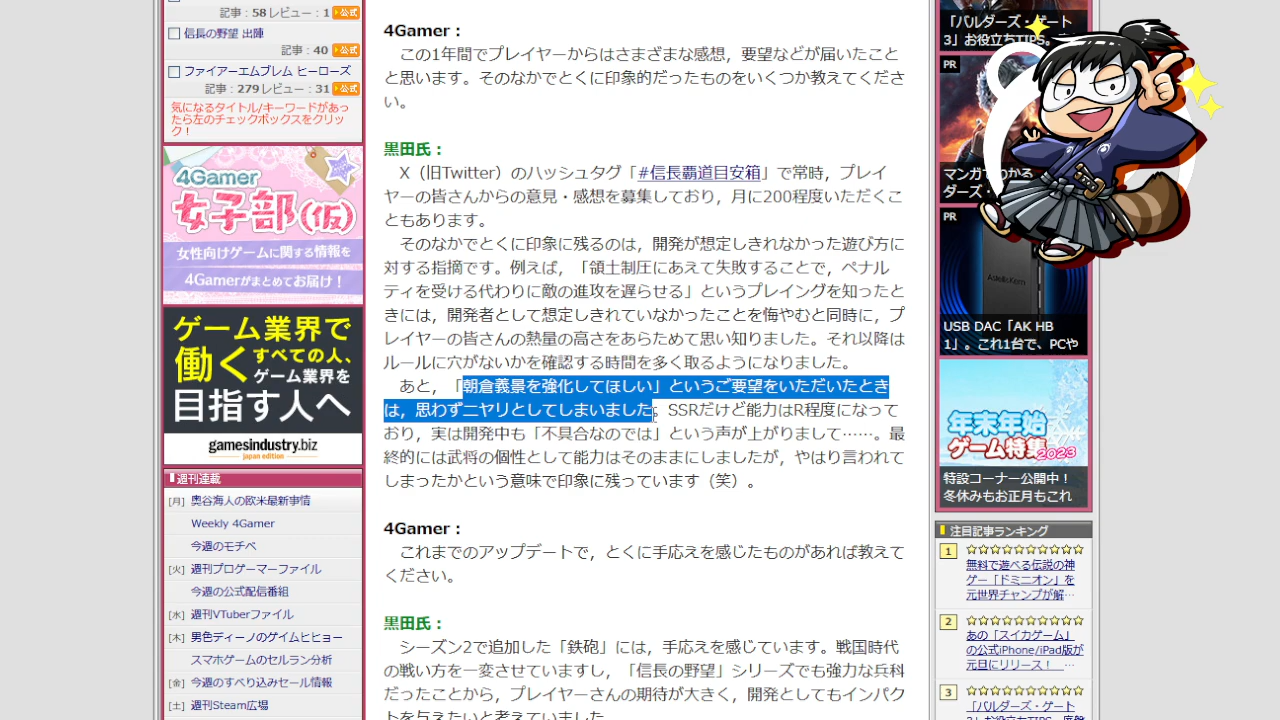 記事：58レビュー：1 公式
信長の野望 出陣
記事：40 公式
ファイアーエムブレム ヒーローズ
記事：279レビュー：31 公式
気になるタイトル/キーワードがあっ
たら左のチェックボックスをクリッ
ク！
4Gamer
女子部(仮)
女性向けゲームに関する情報を
4Gamerがまとめてお届け！
ゲーム業界で
働くすべての人、
ゲーム業界を
目指す人へ
gamesindustry.biz
japan edition
週刊連載
[月] 奥谷海人の欧米最新事情
Weekly 4Gamer
今週のモチベ
[火] 週刊プロゲーマーファイル
今週の公式配信番組
[水] 週刊VTuberファイル
[木] 男色ディーノのゲイムヒヒョー
スマホゲームのセルラン分析
[金] 今週のすべり込みセール情報
[土] 週刊Steam広場
4Gamer：
この1年間でプレイヤーからはさまざまな感想，要望などが届いたこと
と思います。そのなかでとくに印象的だったものをいくつか教えてくださ
い。
黒田氏：
X（旧Twitter）のハッシュタグ「#信長覇道目安箱」で常時，プレイ
ヤーの皆さんからの意見・感想を募集しており，月に200程度いただくこ
ともあります。
そのなかでとくに印象に残るのは，開発が想定しきれなかった遊び方に
対する指摘です。例えば，「領土制圧にあえて失敗することで，ペナル
ティを受ける代わりに敵の進攻を遅らせる」というプレイングを知ったと
きには，開発者として想定しきれていなかったことを悔やむと同時に，プ
レイヤーの皆さんの熱量の高さをあらためて思い知りました。それ以降は
ルールに穴がないかを確認する時間を多く取るようになりました。
あと，「朝倉義景を強化してほしい」というご要望をいただいたとき
は，思わずニヤリとしてしまいました。SSRだけど能力はR程度になって
おり，実は開発中も「不具合なのでは」という声が上がりまして……。最
終的には武将の個性として能力はそのままにしましたが，やはり言われて
しまったかという意味で印象に残っています（笑）。
4Gamer：
これまでのアップデートで，とくに手応えを感じたものがあれば教えて
ください。
黒田氏：
シーズン2で追加した「鉄砲」には，手応えを感じています。戦国時代
の戦い方を一変させていますし，「信長の野望」シリーズでも強力な兵科
だったことから，プレイヤーさんの期待が大きく，開発としてもインパク
トを与えたいと考えていました。
「バルダーズ・ゲート
3」お役立ちTIPS。
PR
マンガでわかる
ダーズ・
PR
Astell&Kern
USB DAC「AK HB
1」。これ1台で、PCや
年末年始
ゲーム特集
2023
特設コーナー公開中！
冬休みもお正月もこれ
注目記事ランキング
1 ☆☆☆☆☆☆☆☆☆☆
無料で遊べる伝説の神
ゲー「ドミニオン」を
元世界チャンプが解…
2 ☆☆☆☆☆☆☆☆☆☆
あの「スイカゲーム」
の公式iPhone/iPad版が
元旦にリリース！ …
3 ☆☆☆☆☆☆☆☆☆☆
「バルダーズ・ゲート